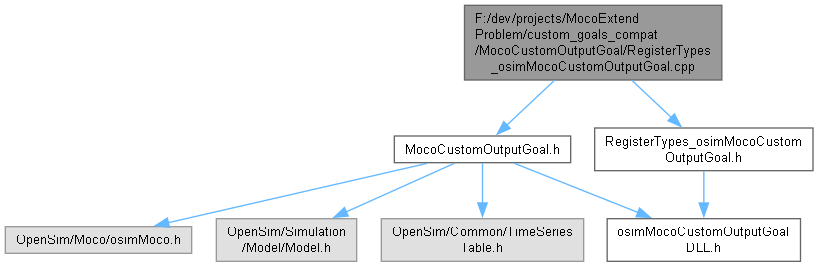 F:/dev/projects/MocoExtend
Problem/custom_goals_compat
/MocoCustomOutputGoal/RegisterTypes
_osimMocoCustomOutputGoal.cpp
MocoCustomOutputGoal.h
RegisterTypes_osimMocoCustom
OutputGoal.h
OpenSim/Moco/osimMoco.h
OpenSim/Simulation
/Model/Model.h
OpenSim/Common/TimeSeries
Table.h
osimMocoCustomOutputGoal
DLL.h